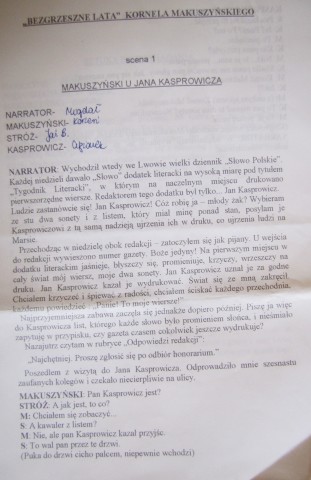 „BEZGRZESZNE LATA” KORNELA MAKUSZYŃSKIEGO
scena 1
MAKUSZYŃSKI U JANA KASPROWICZA
NARRATOR-
MAKUSZYŃSKI- Korzeń
STRÓŻ- Jaś B.
KASPROWICZ-
NARRATOR: Wychodził wtedy we Lwowie wielki dziennik „Słowo Polskie”
Każdej niedzieli dawało „Słowo” dodatek literacki na wysoką miarę pod tytułem
„Tygodnik Literacki”, w którym na naczelnym miejscu drukowano
pierwszorzędne wiersze. Redaktorem tego dodatku był tylko... Jan Kasprowicz.
Ludzie zastanówcie się! Jan Kasprowicz! Cóż robię ja – młody żak? Wybieram
ze stu dwa sonety i z listem, który miał minę ponad stan, posyłam je
Kasprowiczowi z tą samą nadzieją ujrzenia ich w druku, co ujrzenia ludzi na
Marsie.
Przechodząc w niedzielę obok redakcji – zatoczyłem się jak pijany. U wejścia
do redakcji wywieszono numer gazety. Boże jedyny! Na pierwszym miejscu w
dodatku literackim jaśnieje, błyszczy się, promienieje, krzyczy, wrzeszczy na
cały świat mój wiersz, moje dwa sonety. Jan Kasprowicz uznał je za godne
druku. Jan Kasprowicz kazał je wydrukować. Świat się ze mną zakręcił.
Chciałem krzyczeć i śpiewać z radości, chciałem ściskać każdego przechodnia,
każdemu powiedzieć: „Panie! To moje wiersze!”
Najprzyjemniejsza zabawa zaczęła się jednakże dopiero później. Piszę ja więc
do Kasprowicza list, którego każde słowo było promieniem słońca, i nieśmiało
zapytuję w przypisku, czy gazeta czasem cokolwiek jeszcze wydrukuje?
Nazajutrz czytam w rubryce „Odpowiedzi redakcji”:
„Najchętniej. Proszę zgłosić się po odbiór honorarium.”
Poszedłem z wizytą do Jana Kasprowicza. Odprowadziło mnie szesnastu
zaufanych kolegów i czekało niecierpliwie na ulicy.
MAKUSZYŃSKI: Pan Kasprowicz jest?
STRÓŻ: A jak jest, to co?
M: Chciałem się zobaczyć...
S: A kawaler z listem?
M: Nie, ale pan Kasprowicz kazał przyjść.
S: To wal pan przez te drzwi.
(Puka do drzwi cicho palcem, niepewnie wchodzi)